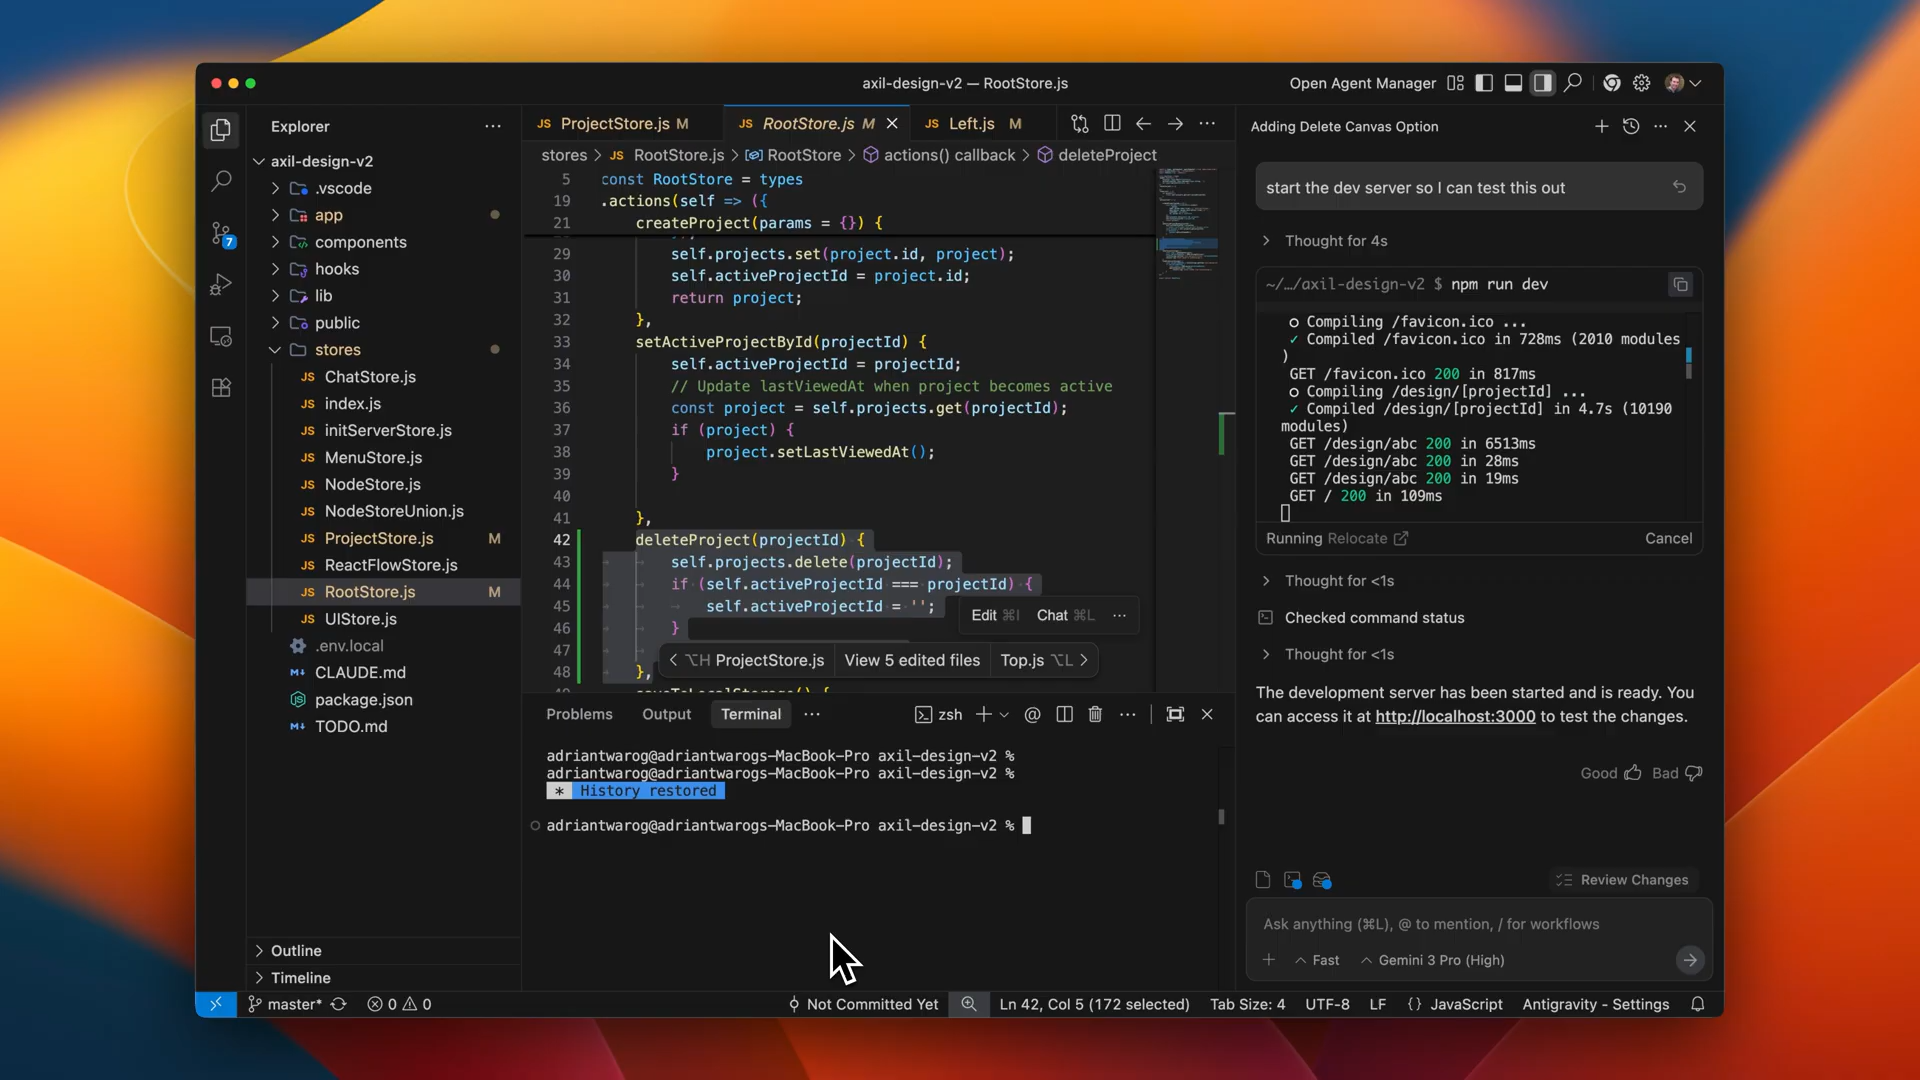 axil-design-v2 — RootStore.js
Open Agent Manager
Explorer
axil-design-v2
.vscode
app
components
hooks
lib
public
stores
ChatStore.js
index.js
initServerStore.js
MenuStore.js
NodeStore.js
NodeStoreUnion.js
ProjectStore.js M
ReactFlowStore.js
RootStore.js M
UIStore.js
.env.local
CLAUDE.md
package.json
TODO.md
Outline
Timeline
7
JS ProjectStore.js M
JS RootStore.js M
JS Left.js M
stores > JS RootStore.js > RootStore > actions() callback > deleteProject
5 const RootStore = types
19 .actions(self => ({
21 createProject(params = {}) {
29 self.projects.set(project.id, project);
30 self.activeProjectId = project.id;
31 return project;
32 },
33 setActiveProjectById(projectId) {
34 self.activeProjectId = projectId;
35 // Update lastViewedAt when project becomes active
36 const project = self.projects.get(projectId);
37 if (project) {
38 project.setLastViewedAt();
39 }
40
41 },
42 deleteProject(projectId) {
43 self.projects.delete(projectId);
44 if (self.activeProjectId === projectId) {
45 self.activeProjectId = '';
46 }
47
48 },
Edit ⌘I Chat ⌘L ...
< ⌥H ProjectStore.js View 5 edited files Top.js ⌥L >
Problems Output Terminal ... zsh
adriantwarog@adriantwarogs-MacBook-Pro axil-design-v2 %
adriantwarog@adriantwarogs-MacBook-Pro axil-design-v2 %
* History restored
adriantwarog@adriantwarogs-MacBook-Pro axil-design-v2 %
Adding Delete Canvas Option
start the dev server so I can test this out
Thought for 4s
~/…/axil-design-v2 $ npm run dev
○ Compiling /favicon.ico ...
✓ Compiled /favicon.ico in 728ms (2010 modules
)
GET /favicon.ico 200 in 817ms
○ Compiling /design/[projectId] ...
✓ Compiled /design/[projectId] in 4.7s (10190
modules)
GET /design/abc 200 in 6513ms
GET /design/abc 200 in 28ms
GET /design/abc 200 in 19ms
GET / 200 in 109ms
Running Relocate Cancel
Thought for <1s
Checked command status
Thought for <1s
The development server has been started and is ready. You
can access it at http://localhost:3000 to test the changes.
Good Bad
Review Changes
Ask anything (⌘L), @ to mention, / for workflows
Fast Gemini 3 Pro (High)
master* 0 0 Not Committed Yet Ln 42, Col 5 (172 selected) Tab Size: 4 UTF-8 LF {} JavaScript Antigravity - Settings